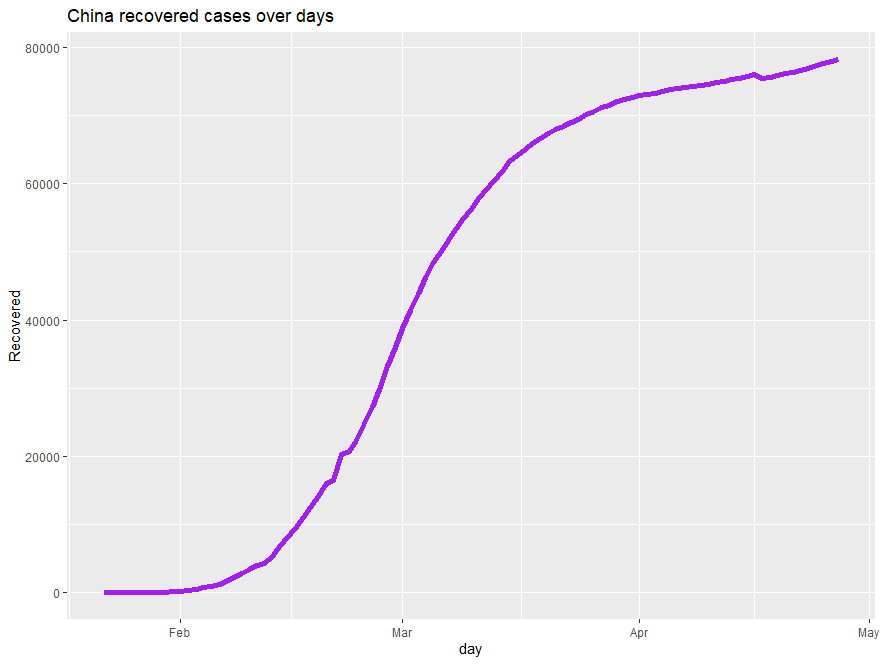 China recovered cases over days
80000
60000
40000
20000
0
Recovered
Feb
Mar
Apr
May
day